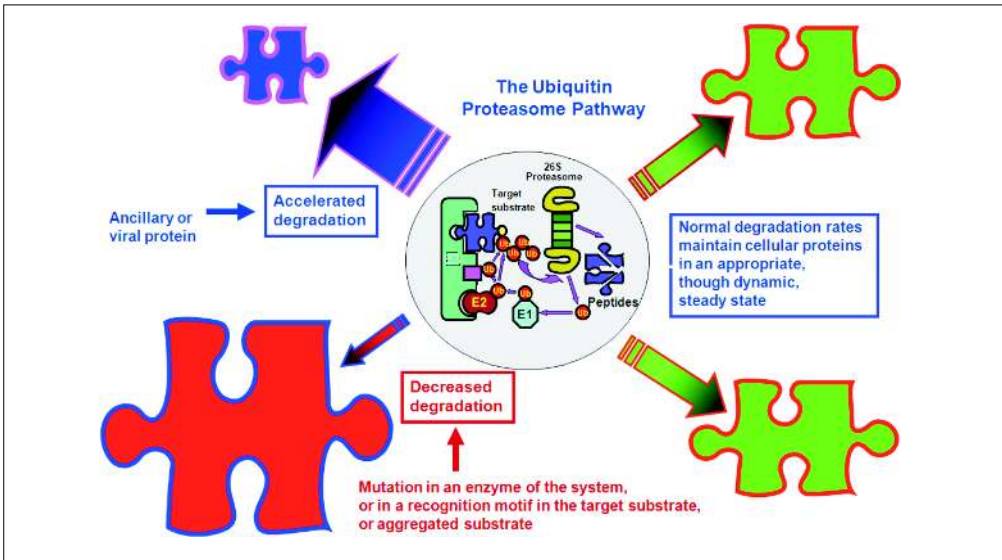 The Ubiquitin
Proteasome Pathway
26S
Proteasome
Target
substrate
Ub
Ub
Ub
Ub
Ub
Ub
Ub
Ub
Ub
E2
E1
Peptides
Accelerated
degradation
Ancillary or
viral protein
Normal degradation rates
maintain cellular proteins
in an appropriate,
though dynamic,
steady state
Decreased
degradation
Mutation in an enzyme of the system,
or in a recognition motif in the target substrate,
or aggregated substrate